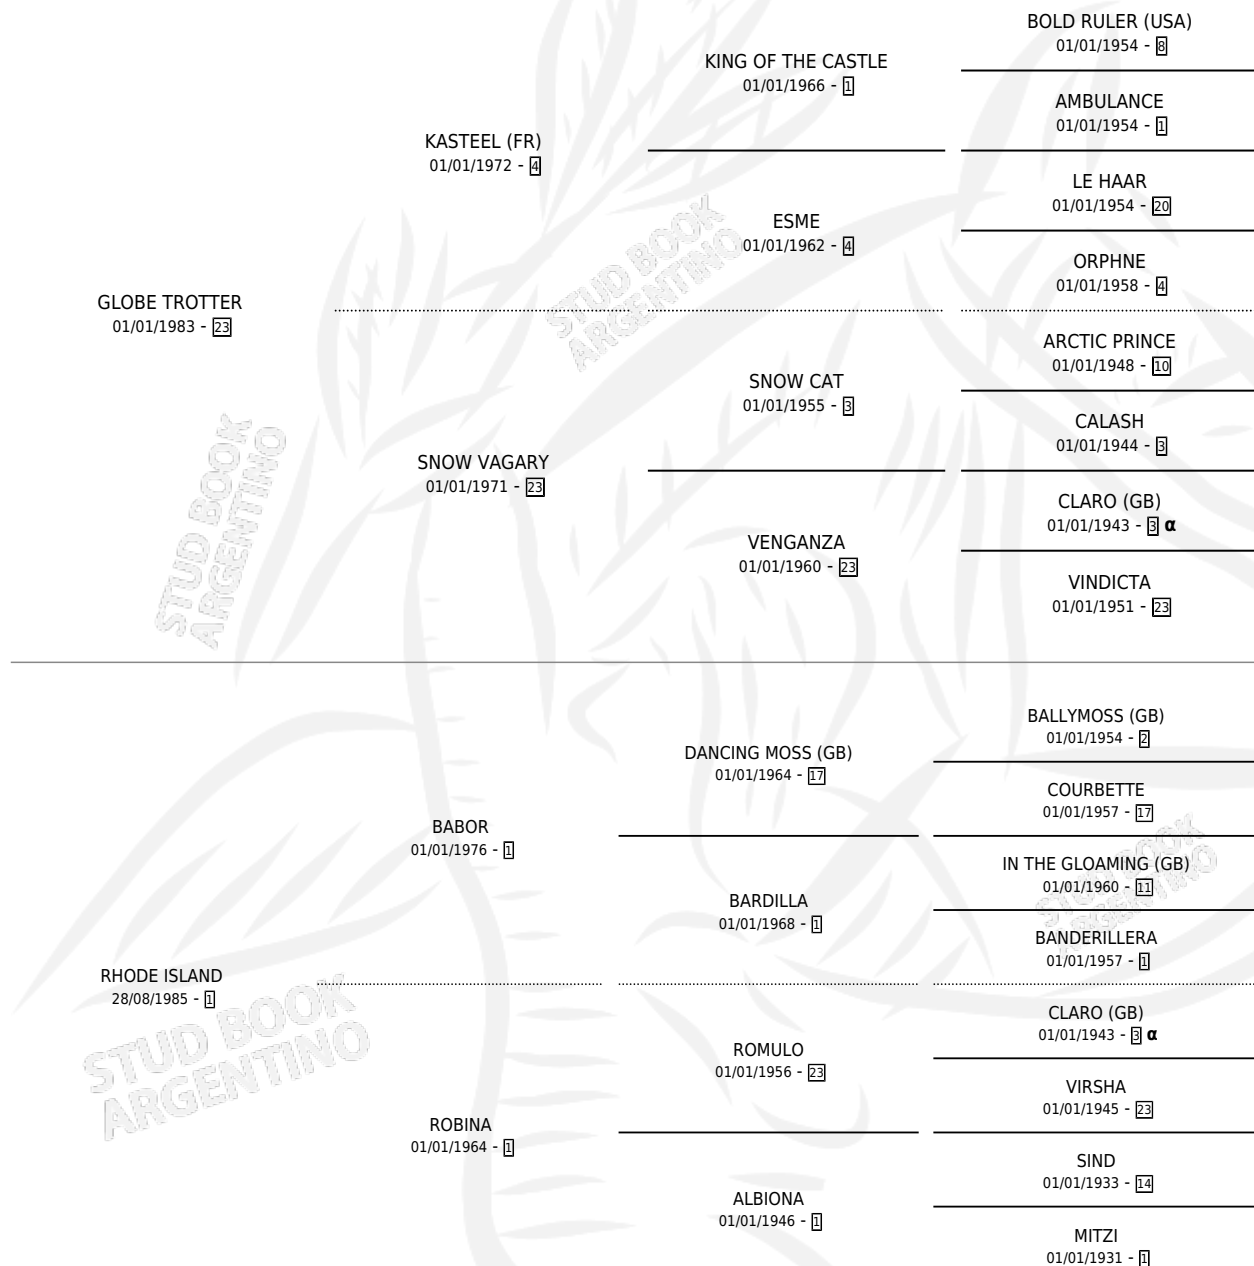 BOLD RULER (USA)
01/01/1954 - 8
KING OF THE CASTLE
01/01/1966 - 1
AMBULANCE
01/01/1954 - 1
KASTEEL (FR)
01/01/1972 - 4
LE HAAR
01/01/1954 - 20
ESME
01/01/1962 - 4
ORPHNE
01/01/1958 - 4
GLOBE TROTTER
01/01/1983 - 23
ARCTIC PRINCE
01/01/1948 - 10
SNOW CAT
01/01/1955 - 3
CALASH
01/01/1944 - 3
SNOW VAGARY
01/01/1971 - 23
CLARO (GB)
01/01/1943 - 3 α
VENGANZA
01/01/1960 - 23
VINDICTA
01/01/1951 - 23
BALLYMOSS (GB)
01/01/1954 - 2
DANCING MOSS (GB)
01/01/1964 - 17
COURBETTE
01/01/1957 - 17
BABOR
01/01/1976 - 1
IN THE GLOAMING (GB)
01/01/1960 - 11
BARDILLA
01/01/1968 - 1
BANDERILLERA
01/01/1957 - 1
RHODE ISLAND
28/08/1985 - 1
CLARO (GB)
01/01/1943 - 3 α
ROMULO
01/01/1956 - 23
VIRSHA
01/01/1945 - 23
ROBINA
01/01/1964 - 1
SIND
01/01/1933 - 14
ALBIONA
01/01/1946 - 1
MITZI
01/01/1931 - 1
STUD BOOK
ARGENTINO
STUD BOOK
ARGENTINO
STUD BOOK
ARGENTINO
STUD BOOK
ARGENTINO